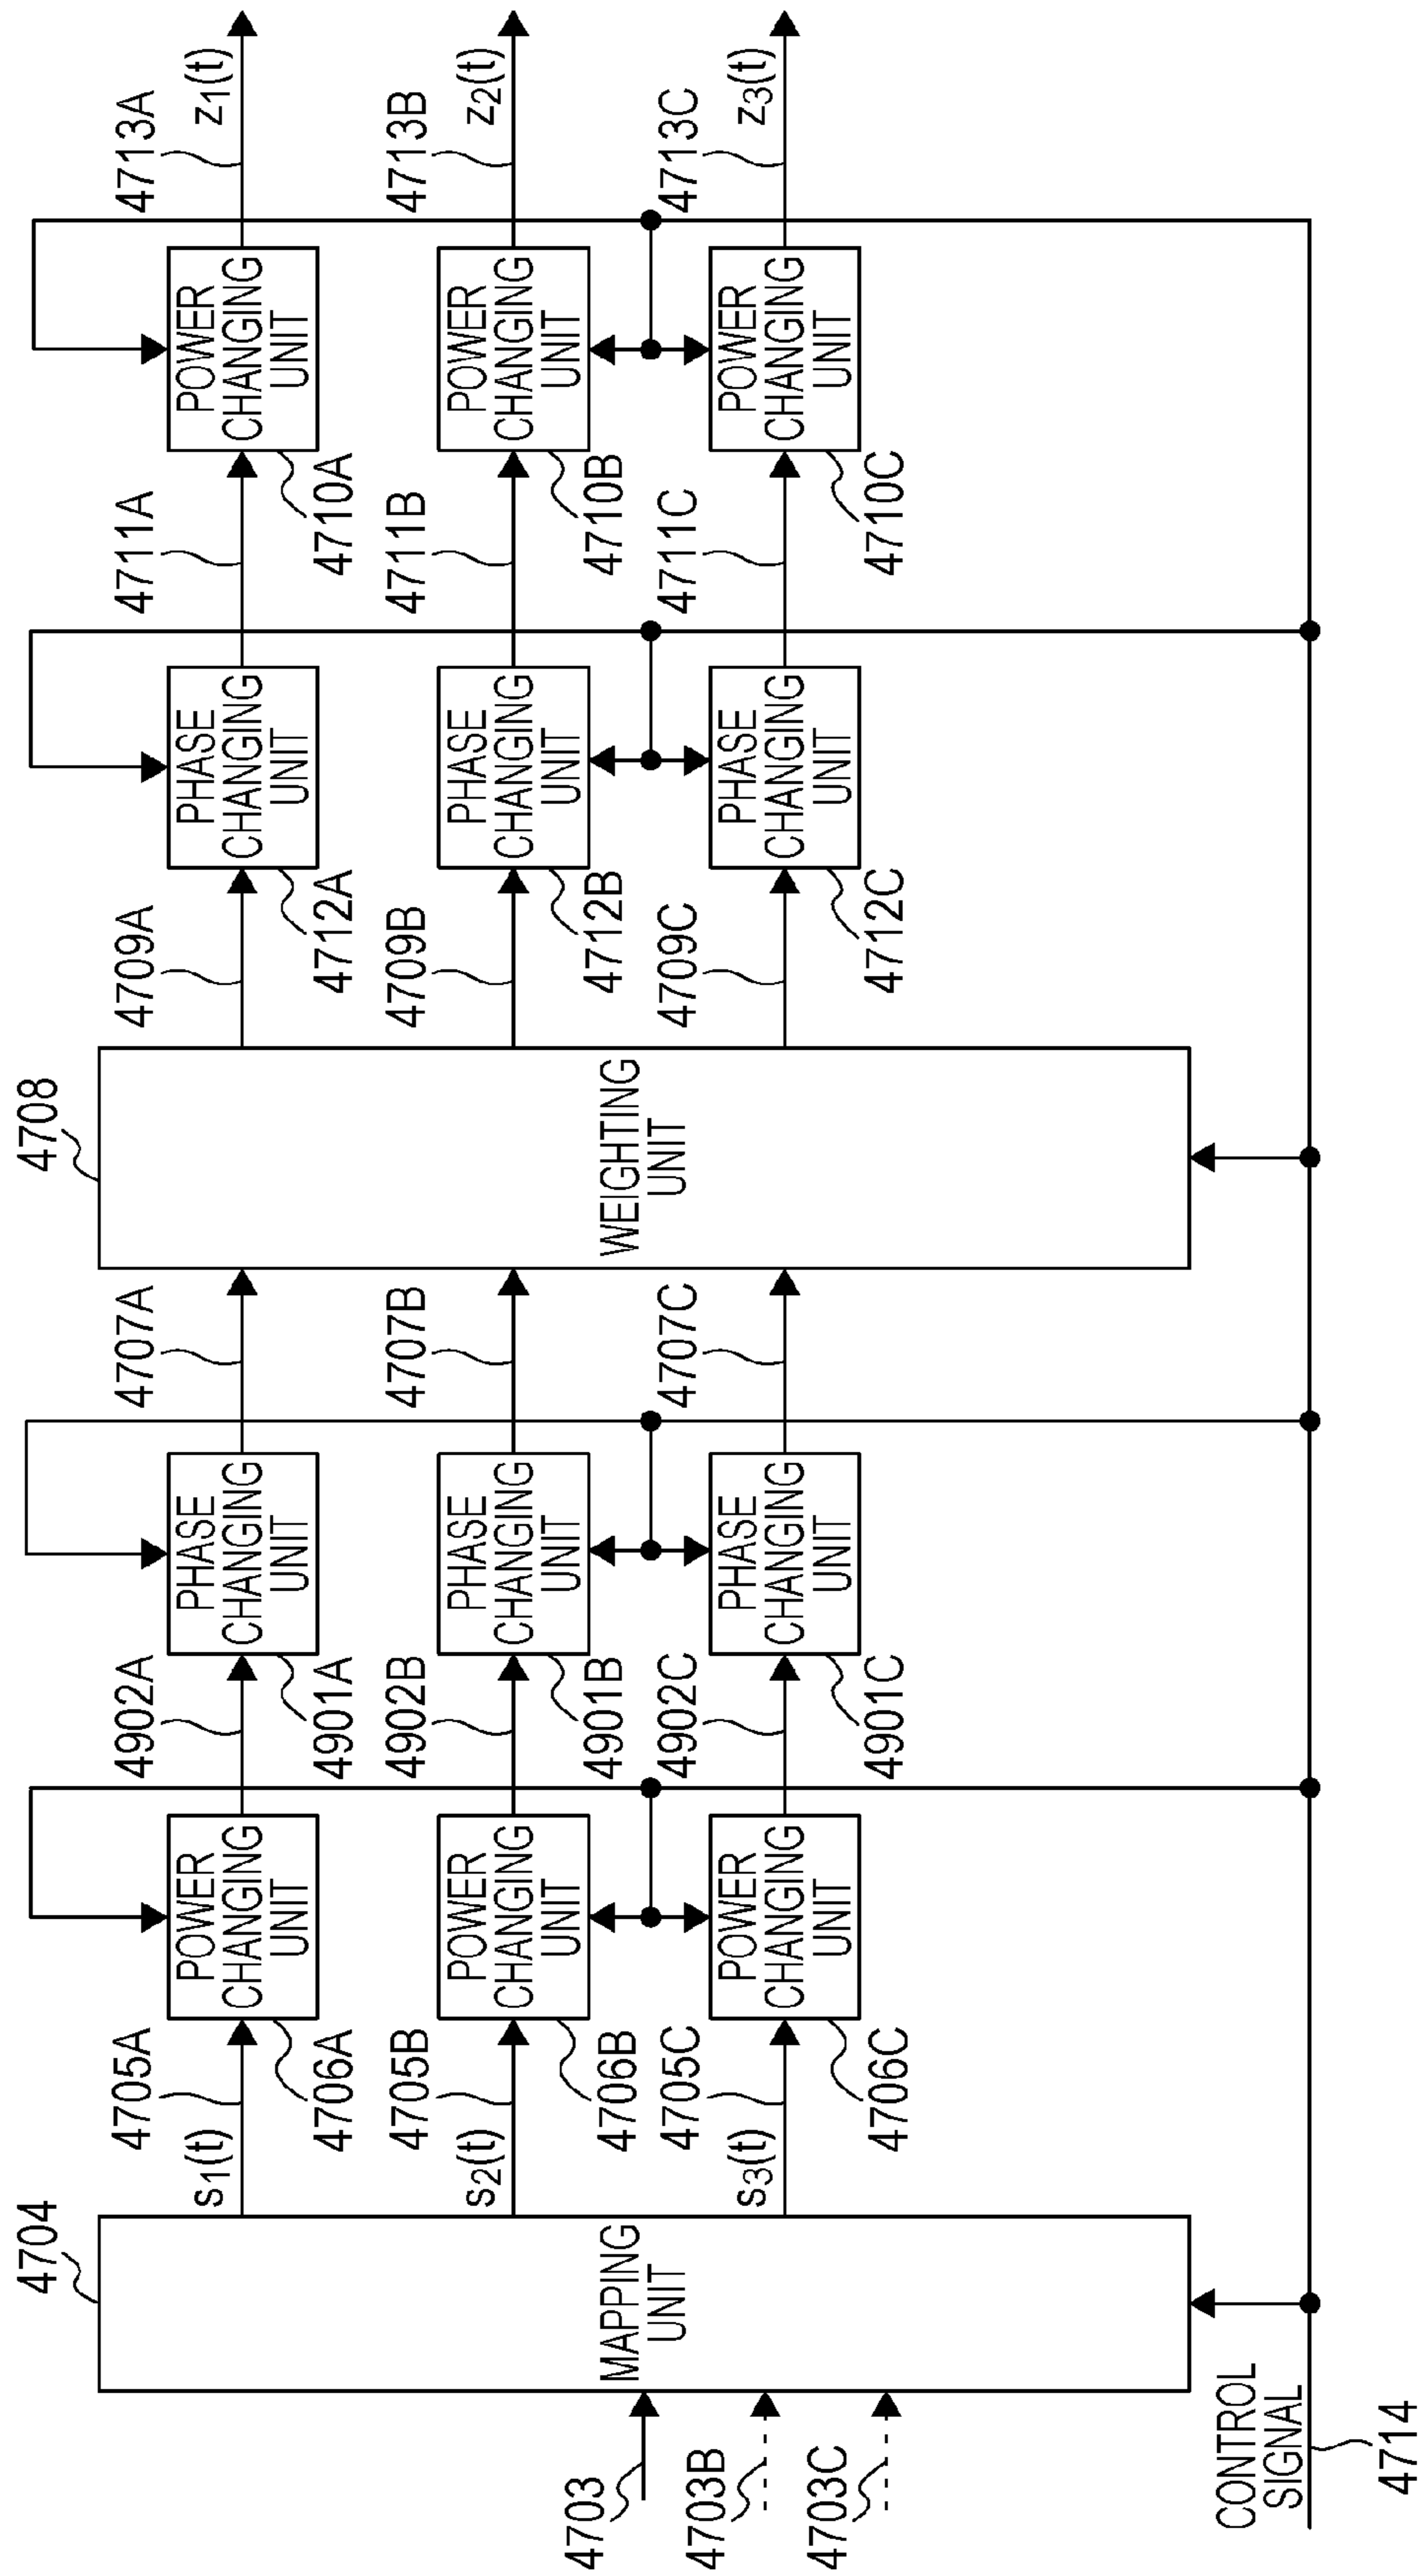 4704
4708
4705A
4902A
4707A
4709A
4711A
4713A
s1(t)
POWER
CHANGING
UNIT
PHASE
CHANGING
UNIT
PHASE
CHANGING
UNIT
POWER
CHANGING
UNIT
z1(t)
4706A
4901A
4712A
4710A
4705B
4902B
4707B
4709B
4711B
4713B
s2(t)
POWER
CHANGING
UNIT
PHASE
CHANGING
UNIT
PHASE
CHANGING
UNIT
POWER
CHANGING
UNIT
z2(t)
4706B
4901B
4712B
4710B
4703
MAPPING
UNIT
WEIGHTING
UNIT
4705C
4902C
4707C
4709C
4711C
4713C
4703B
s3(t)
POWER
CHANGING
UNIT
PHASE
CHANGING
UNIT
PHASE
CHANGING
UNIT
POWER
CHANGING
UNIT
z3(t)
4703C
4706C
4901C
4712C
4710C
CONTROL
SIGNAL
4714